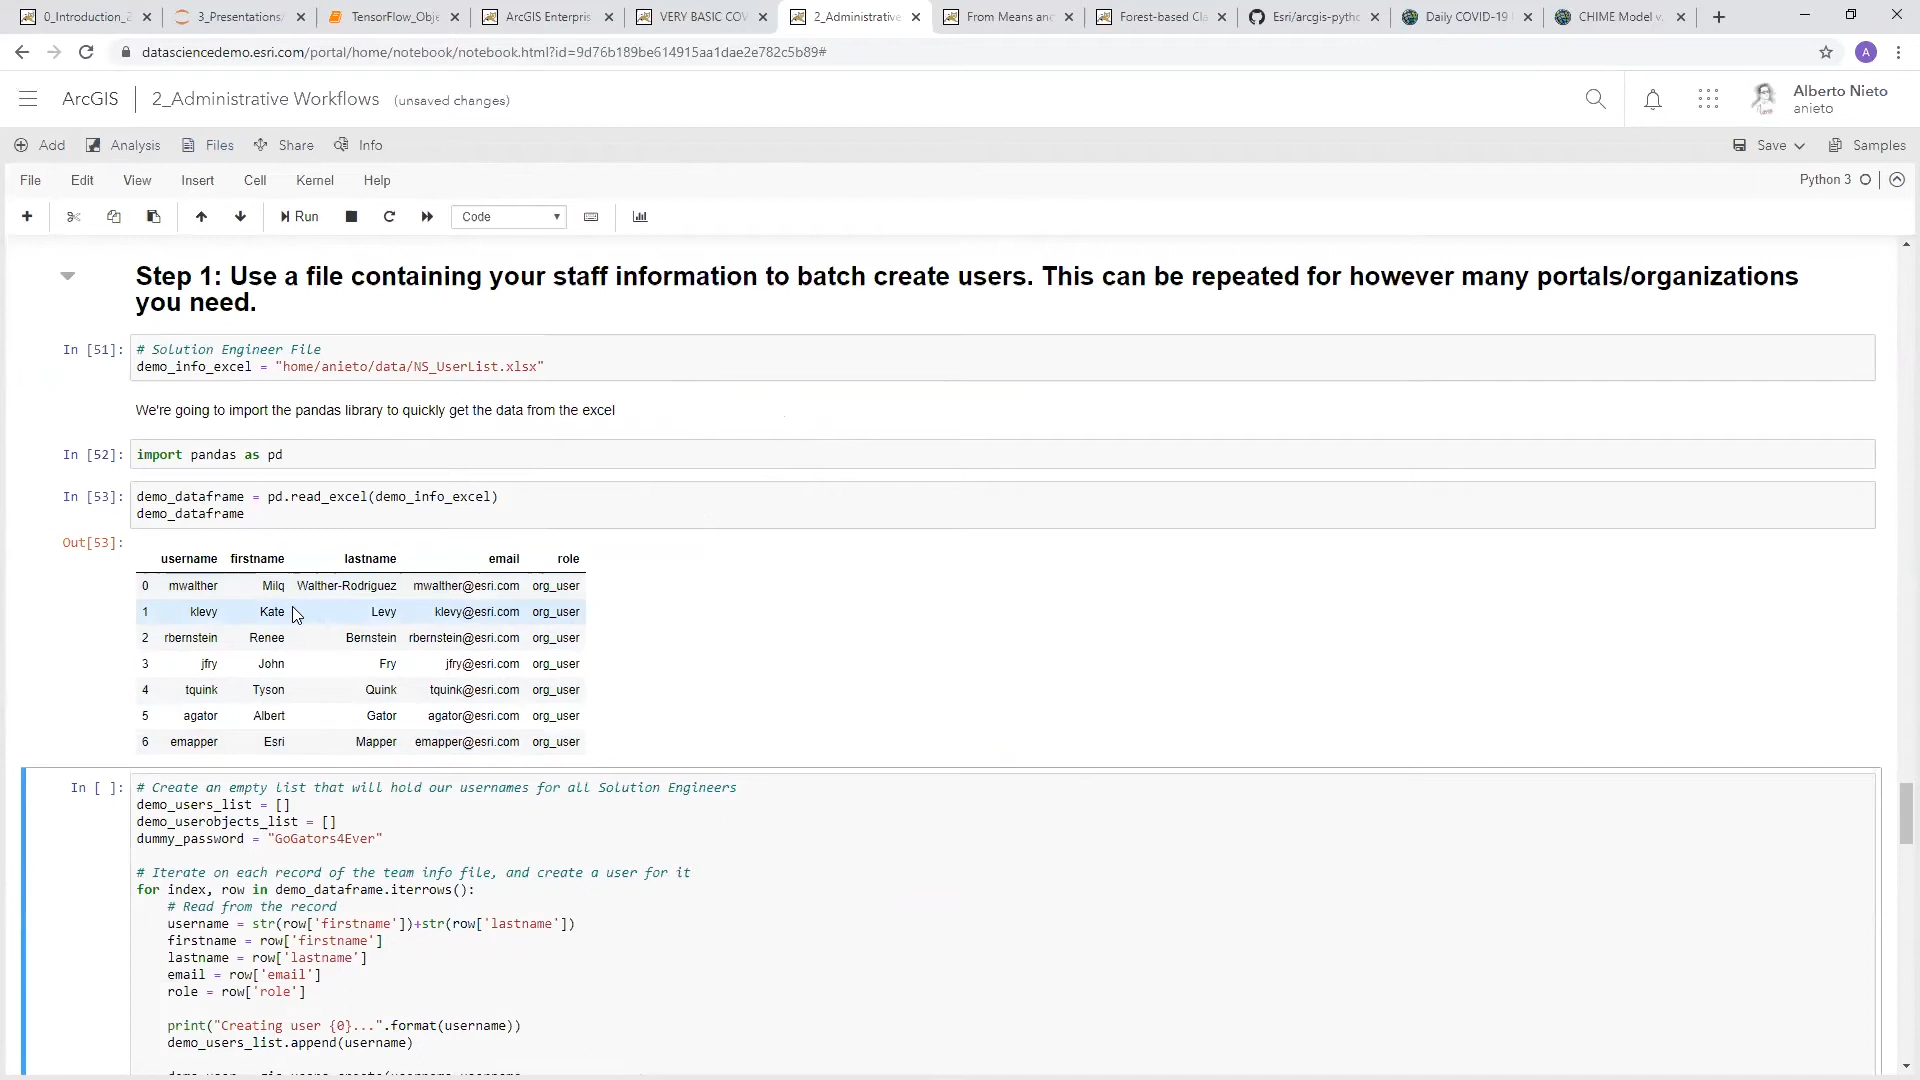 0_Introduction_2
3_Presentations/
TensorFlow_Obje
ArcGIS Enterpris
VERY BASIC COV
2_Administrative
From Means and
Forest-based Cla
Esri/arcgis-pytho
Daily COVID-19
CHIME Model v.
datasciencedemo.esri.com/portal/home/notebook/notebook.html?id=9d76b189be614915aa1dae2e782c5b89#
A
ArcGIS
2_Administrative Workflows (unsaved changes)
Alberto Nieto
anieto
Add
Analysis
Files
Share
Info
Save
Samples
File
Edit
View
Insert
Cell
Kernel
Help
Python 3
Run
Code
Step 1: Use a file containing your staff information to batch create users. This can be repeated for however many portals/organizations
you need.
In [51]:
# Solution Engineer File
demo_info_excel = "home/anieto/data/NS_UserList.xlsx"
We're going to import the pandas library to quickly get the data from the excel
In [52]:
import pandas as pd
In [53]:
demo_dataframe = pd.read_excel(demo_info_excel)
demo_dataframe
Out[53]:
username firstname lastname email role
0 mwalther Milq Walther-Rodriguez mwalther@esri.com org_user
1 klevy Kate Levy klevy@esri.com org_user
2 rbernstein Renee Bernstein rbernstein@esri.com org_user
3 jfry John Fry jfry@esri.com org_user
4 tquink Tyson Quink tquink@esri.com org_user
5 agator Albert Gator agator@esri.com org_user
6 emapper Esri Mapper emapper@esri.com org_user
In [ ]:
# Create an empty list that will hold our usernames for all Solution Engineers
demo_users_list = []
demo_userobjects_list = []
dummy_password = "GoGators4Ever"
# Iterate on each record of the team info file, and create a user for it
for index, row in demo_dataframe.iterrows():
# Read from the record
username = str(row['firstname'])+str(row['lastname'])
firstname = row['firstname']
lastname = row['lastname']
email = row['email']
role = row['role']
print("Creating user {0}...".format(username))
demo_users_list.append(username)